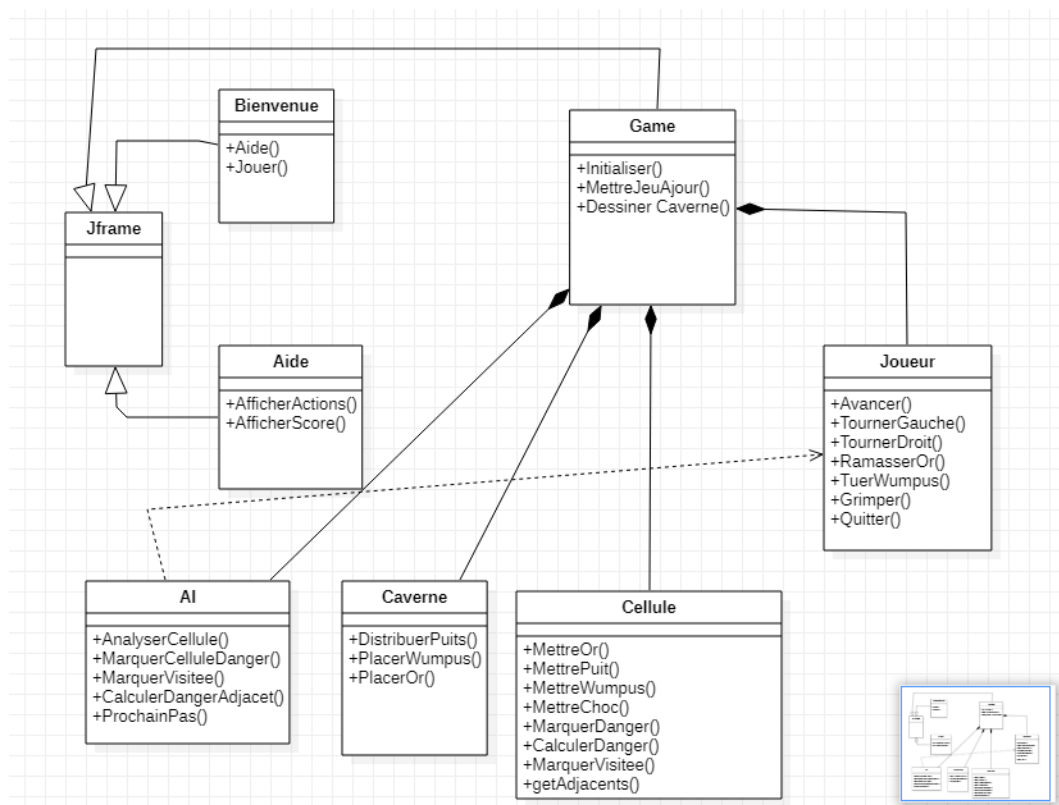 Bienvenue
+Aide()
+Jouer()
Game
+Initialiser()
+MettreJeuAjour()
+Dessiner Caverne()
Jframe
Aide
+AfficherActions()
+AfficherScore()
Joueur
+Avancer()
+TournerGauche()
+TournerDroit()
+RamasserOr()
+TuerWumpus()
+Grimper()
+Quitter()
AI
+AnalyserCellule()
+MarquerCelluleDanger()
+MarquerVisitee()
+CalculerDangerAdjacet()
+ProchainPas()
Caverne
+DistribuerPuits()
+PlacerWumpus()
+PlacerOr()
Cellule
+MettreOr()
+MettrePuit()
+MettreWumpus()
+MettreChoc()
+MarquerDanger()
+CalculerDanger()
+MarquerVisitee()
+getAdjacents()